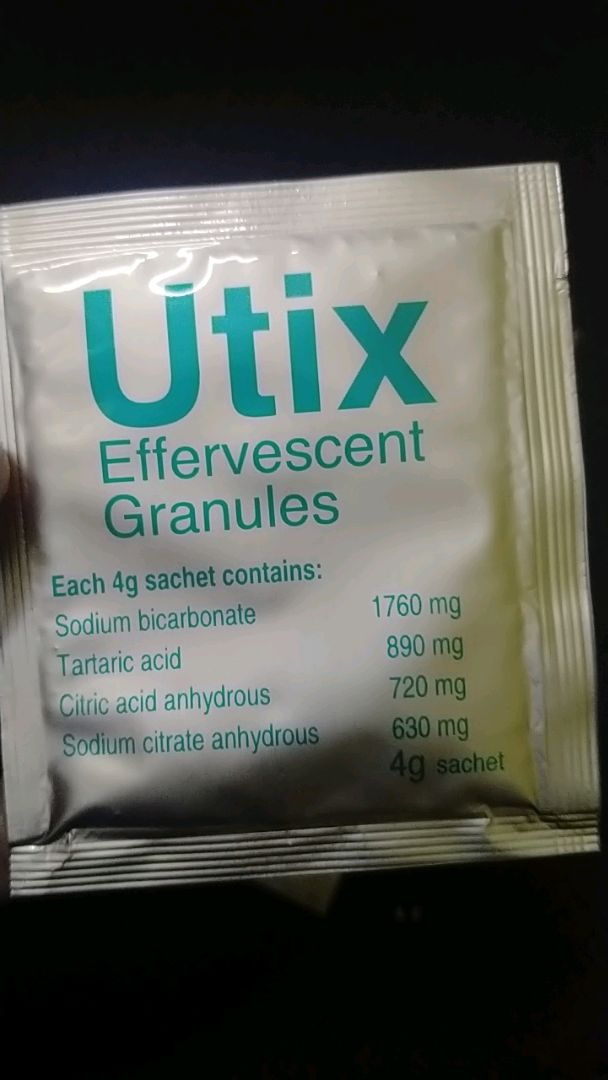 Utix
Effervescent
Granules
Each 4g sachet contains:
Sodium bicarbonate 1760 mg
Tartaric acid 890 mg
Citric acid anhydrous 720 mg
Sodium citrate anhydrous 630 mg
4g sachet